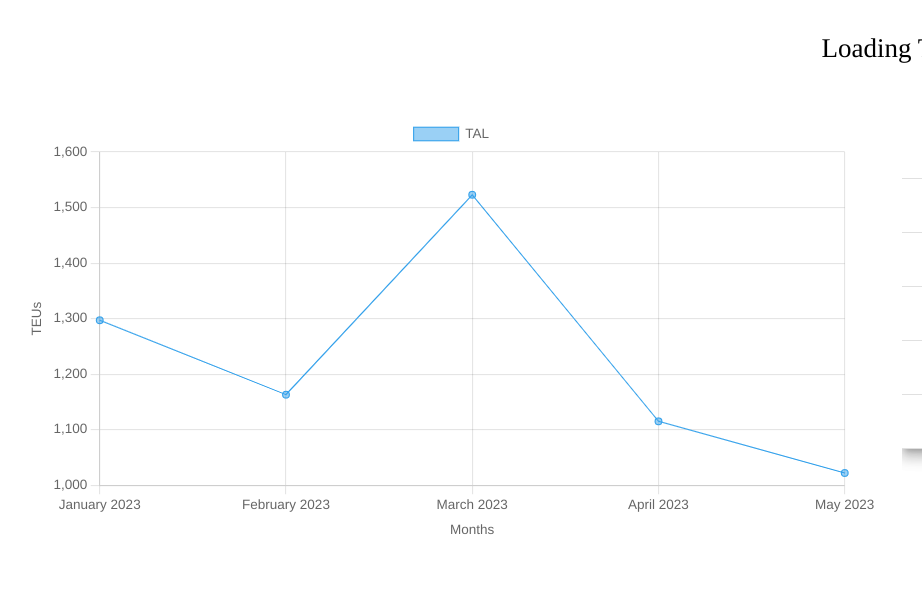 Loading
TAL
1,600
1,500
1,400
1,300
1,200
1,100
1,000
TEUs
January 2023 February 2023 March 2023 April 2023 May 2023
Months